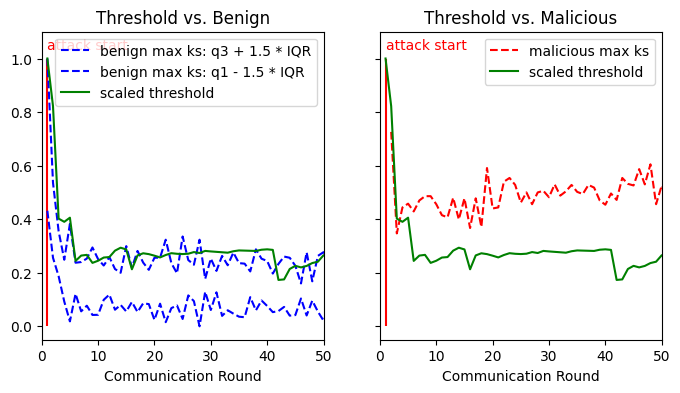 Threshold vs. Benign
attack start
benign max ks: q3 + 1.5 * IQR
benign max ks: q1 - 1.5 * IQR
scaled threshold
1.0
0.8
0.6
0.4
0.2
0.0
0 10 20 30 40 50
Communication Round
Threshold vs. Malicious
attack start
malicious max ks
scaled threshold
0 10 20 30 40 50
Communication Round